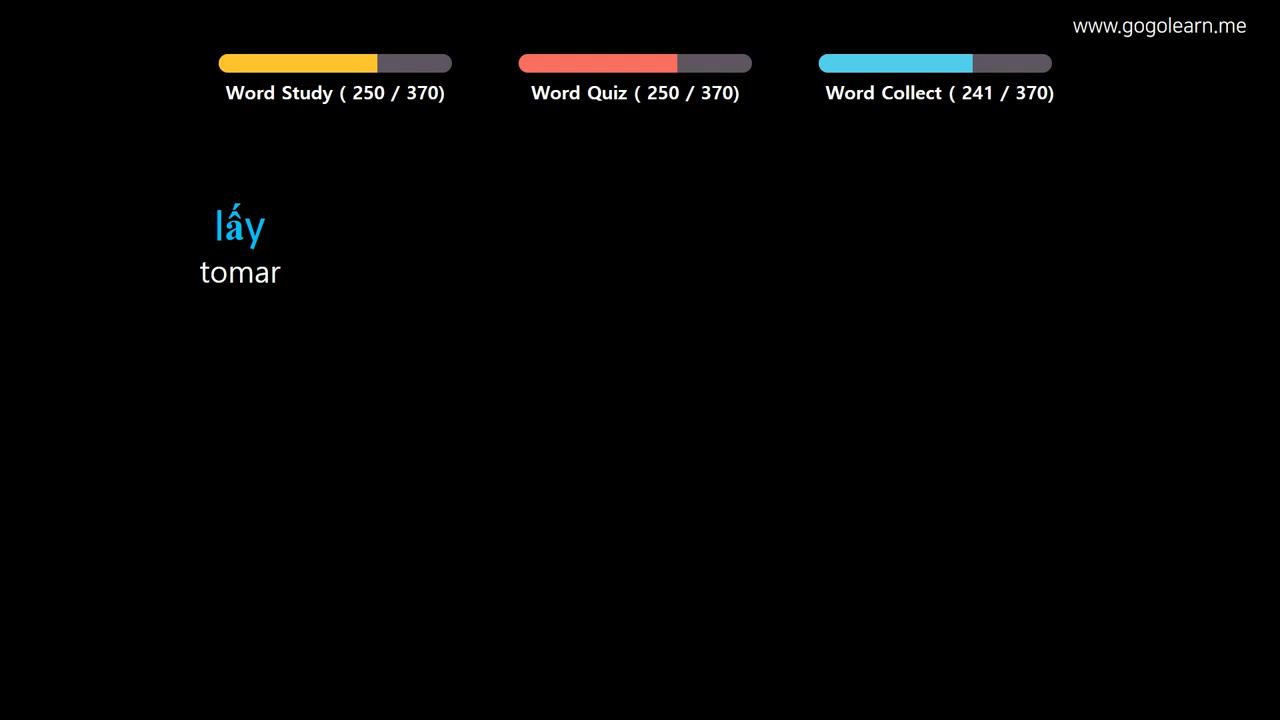 www.gogolearn.me
Word Study ( 250 / 370)
Word Quiz ( 250 / 370)
Word Collect ( 241 / 370)
lấy
tomar